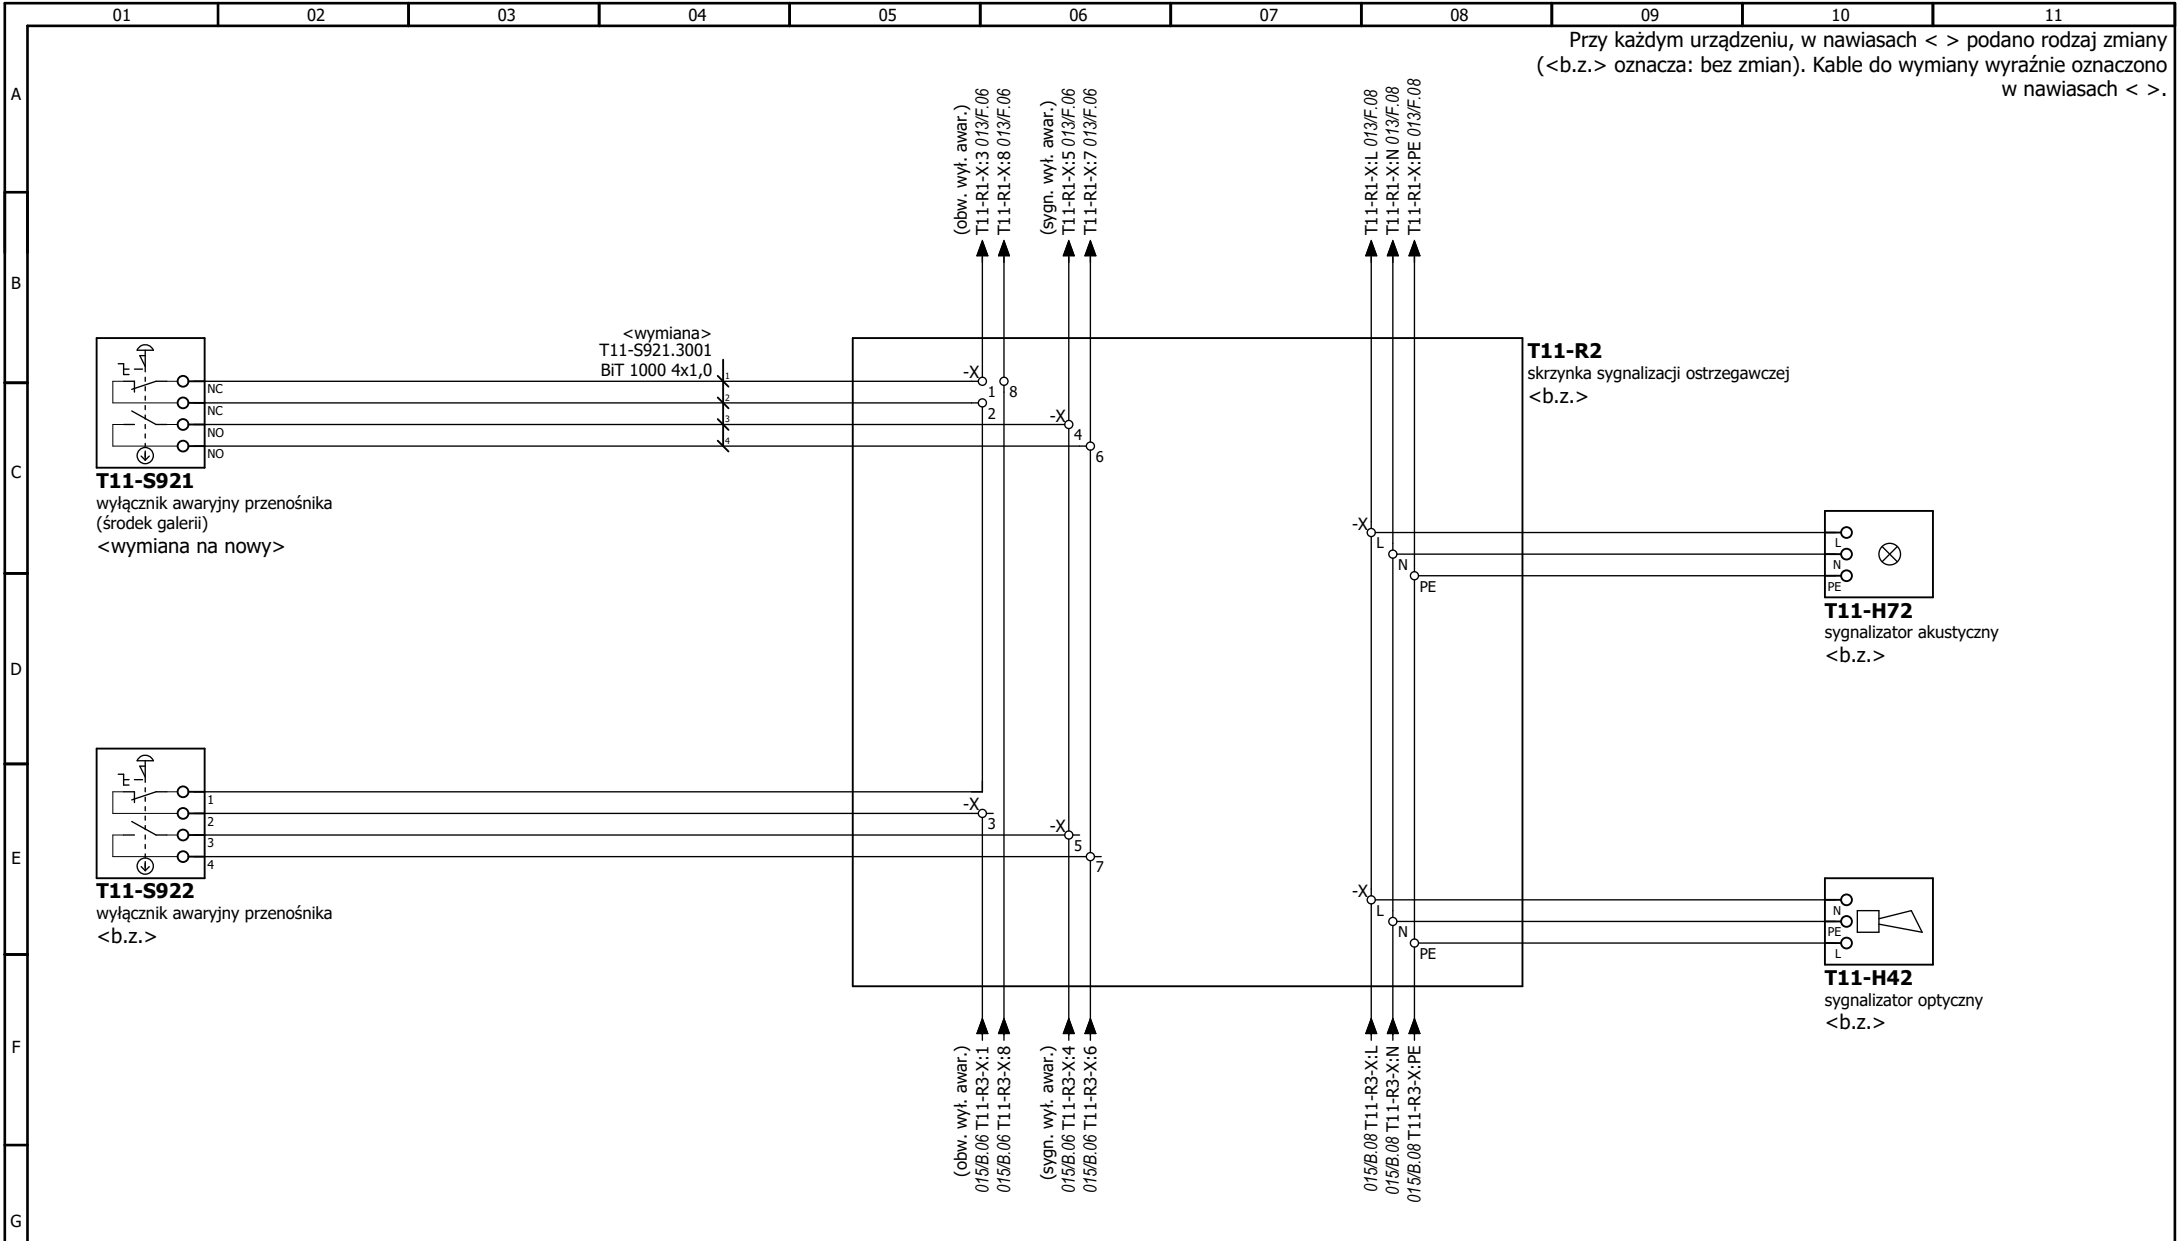 01 02 03 04 05 06 07 08 09 10 11
Przy każdym urządzeniu, w nawiasach < > podano rodzaj zmiany
(<b.z.> oznacza: bez zmian). Kable do wymiany wyraźnie oznaczono
w nawiasach < >.
A
B
C
D
E
F
G
(obw. wył. awar.)
T11-R1-X:3 013/F.06
T11-R1-X:8 013/F.06
(sygn. wył. awar.)
T11-R1-X:5 013/F.06
T11-R1-X:7 013/F.06
T11-R1-X:L 013/F.08
T11-R1-X:N 013/F.08
T11-R1-X:PE 013/F.08
<wymiana>
T11-S921.3001
BiT 1000 4x1,0
1
2
3
4
NC
NC
NO
NO
T11-S921
wyłącznik awaryjny przenośnika
(środek galerii)
<wymiana na nowy>
-X
1
8
2
-X
4
6
T11-R2
skrzynka sygnalizacji ostrzegawczej
<b.z.>
-X
L
N
PE
L
N
PE
T11-H72
sygnalizator akustyczny
<b.z.>
1
2
3
4
T11-S922
wyłącznik awaryjny przenośnika
<b.z.>
-X
3
-X
5
7
-X
L
N
PE
N
PE
L
T11-H42
sygnalizator optyczny
<b.z.>
(obw. wył. awar.)
015/B.06 T11-R3-X:1
015/B.06 T11-R3-X:8
(sygn. wył. awar.)
015/B.06 T11-R3-X:4
015/B.06 T11-R3-X:6
015/B.08 T11-R3-X:L
015/B.08 T11-R3-X:N
015/B.08 T11-R3-X:PE